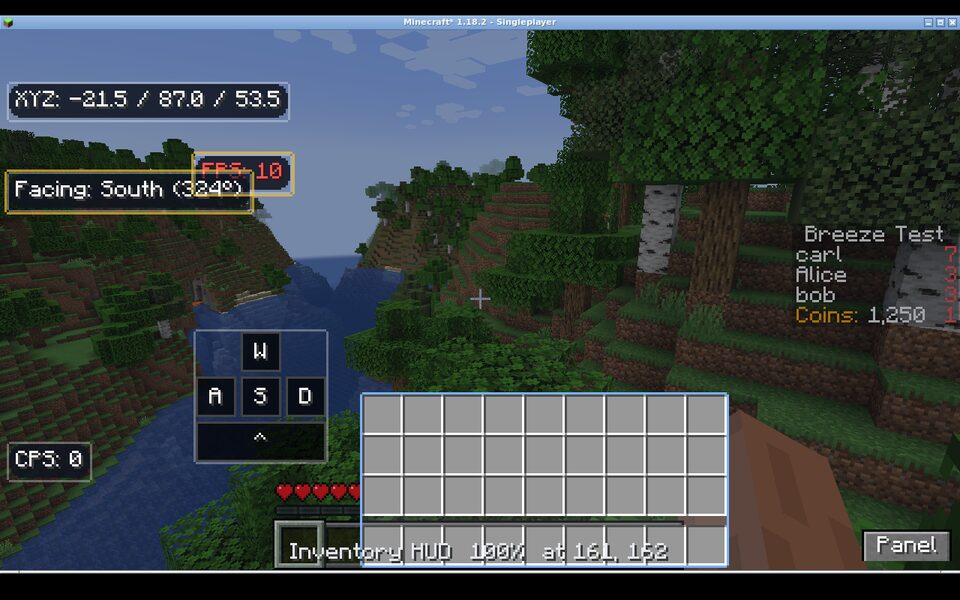 Minecraft* 1.18.2 - Singleplayer
XYZ: -21.5 / 87.0 / 53.5
FPS: 10
Facing: South (324°)
Breeze Test
carl 7
Alice 3
bob
Coins: 1,250 1
W
A S D
^
CPS: 0
Inventory HUD 100% at 161, 162
Panel